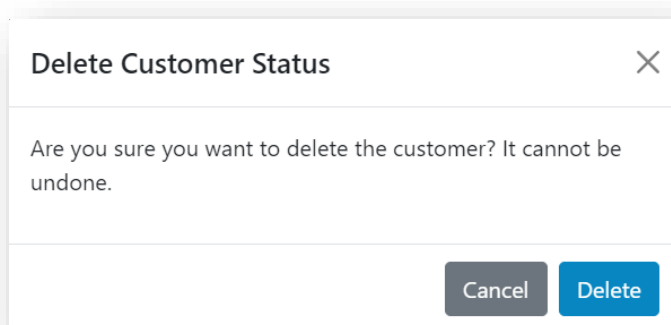 Delete Customer Status
Are you sure you want to delete the customer? It cannot be
undone.
Cancel Delete